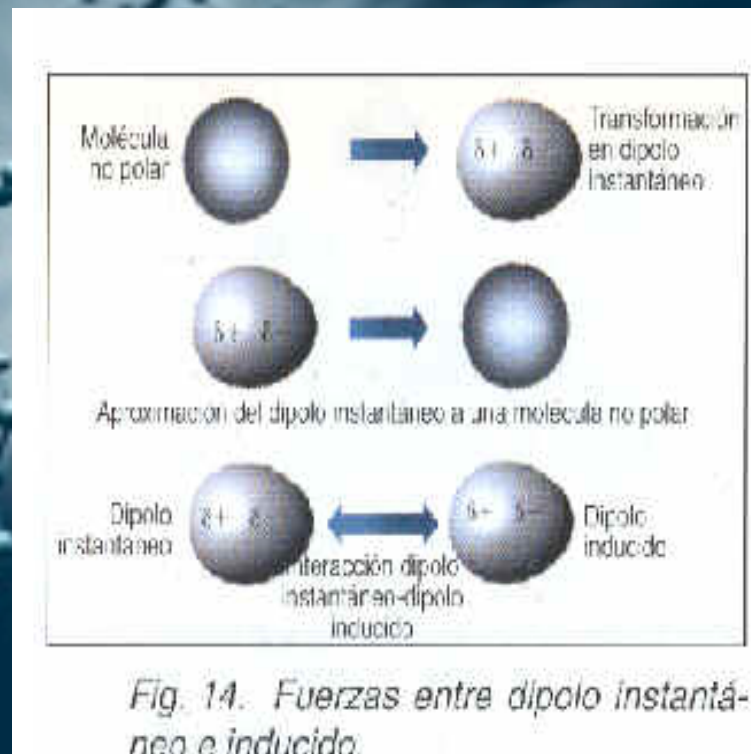 Molécula
no polar
δ+ δ-
Transformación
en dipolo
instantáneo
δ+ δ-
Aproximación del dipolo instantáneo a una molécula no polar
Dipolo
instantáneo
δ+ δ-
δ+ δ-
Dipolo
inducido
Interacción dipolo
instantáneo-dipolo
inducido
Fig. 14. Fuerzas entre dipolo instantá-
neo e inducido.